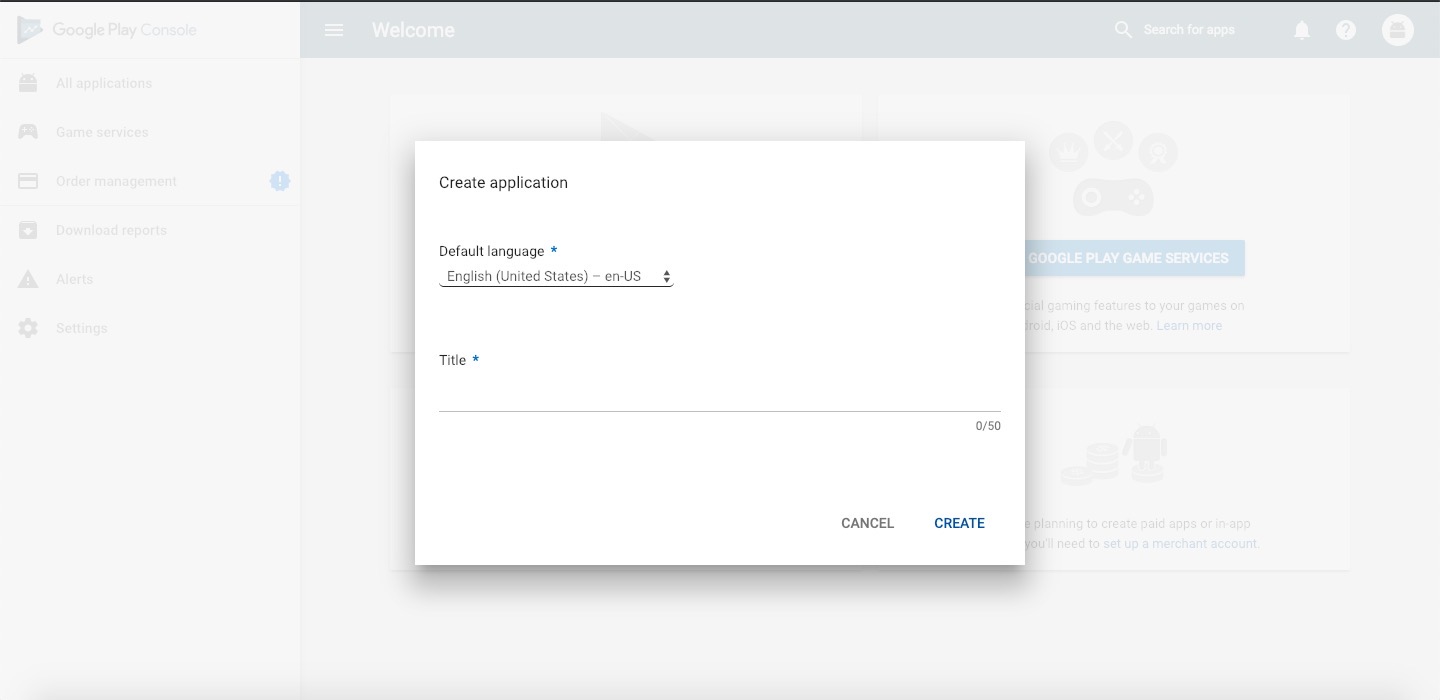 Google Play Console
Welcome
Search for apps
All applications
Game services
Order management
Download reports
Alerts
Settings
Create application
Default language *
English (United States) – en-US
Title *
0/50
CANCEL
CREATE
GOOGLE PLAY GAME SERVICES
gaming features to your games on
iOS and the web. Learn more
planning to create paid apps or in-app
you'll need to set up a merchant account.